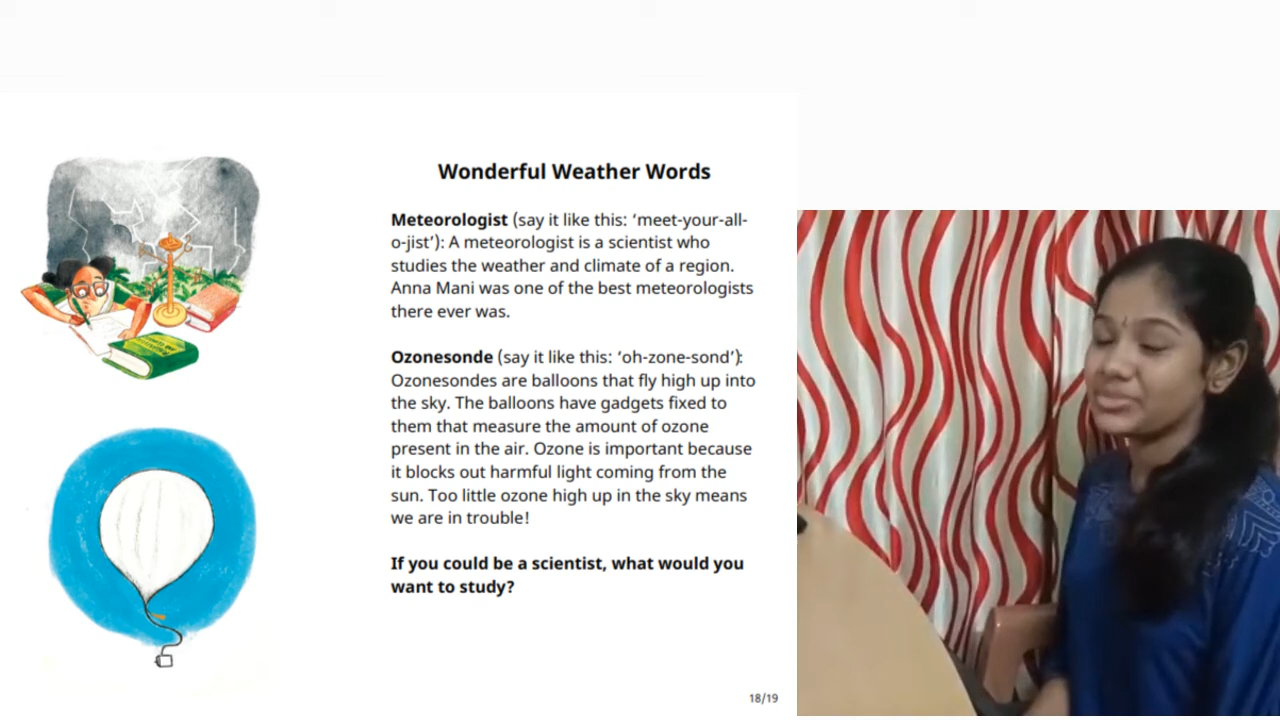 Wonderful Weather Words
Meteorologist (say it like this: ‘meet-your-all-
o-jist’): A meteorologist is a scientist who
studies the weather and climate of a region.
Anna Mani was one of the best meteorologists
there ever was.
Ozonesonde (say it like this: ‘oh-zone-sond’):
Ozonesondes are balloons that fly high up into
the sky. The balloons have gadgets fixed to
them that measure the amount of ozone
present in the air. Ozone is important because
it blocks out harmful light coming from the
sun. Too little ozone high up in the sky means
we are in trouble!
If you could be a scientist, what would you
want to study?
18/19